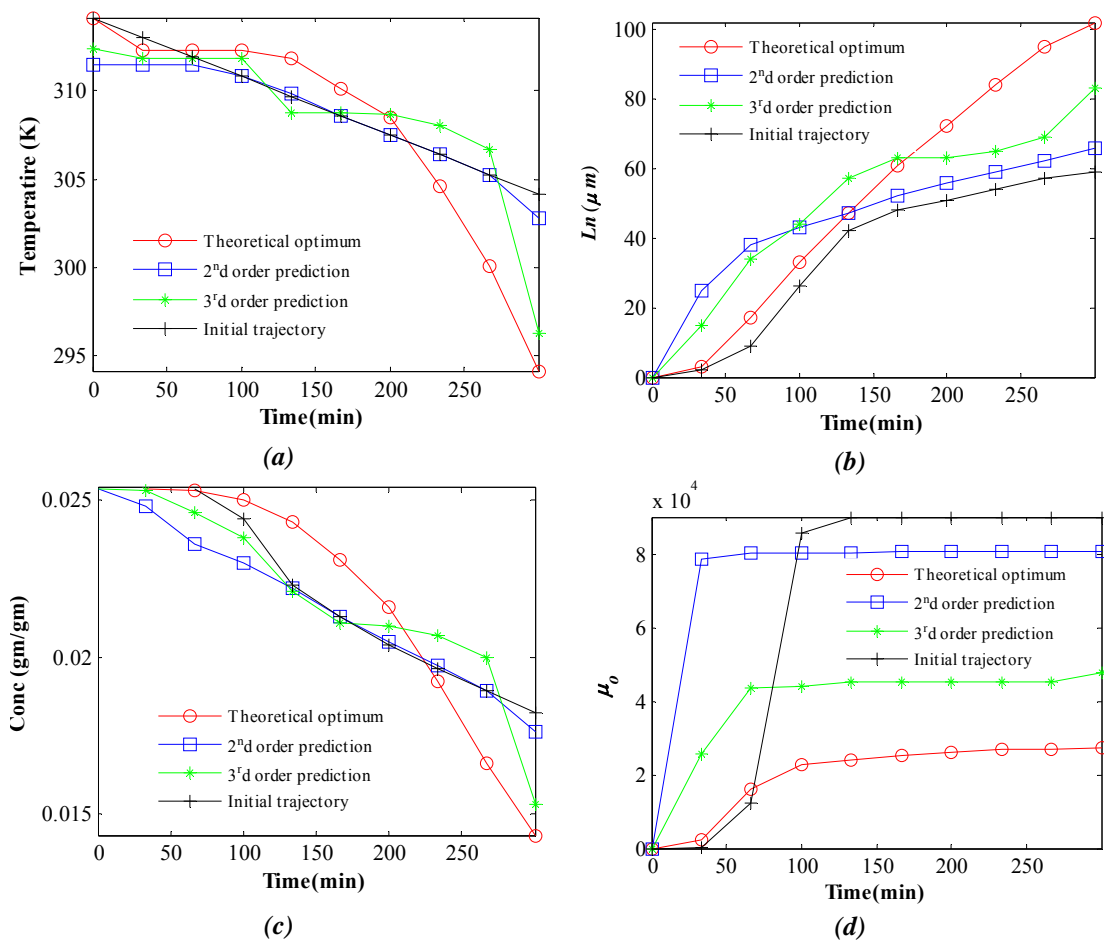 (a)
Temperatire (K)
310
305
300
295
Theoretical optimum
2ⁿd order prediction
3ʳd order prediction
Initial trajectory
0 50 100 150 200 250
Time(min)
(a)
Ln (μ m)
100
80
60
40
20
0
Theoretical optimum
2ⁿd order prediction
3ʳd order prediction
Initial trajectory
0 50 100 150 200 250
Time(min)
(b)
Conc (gm/gm)
0.025
0.02
0.015
Theoretical optimum
2ⁿd order prediction
3ʳd order prediction
Initial trajectory
0 50 100 150 200 250
Time(min)
(c)
x 10⁴
μₒ
8
6
4
2
0
Theoretical optimum
2ⁿd order prediction
3ʳd order prediction
Initial trajectory
0 50 100 150 200 250
Time(min)
(d)